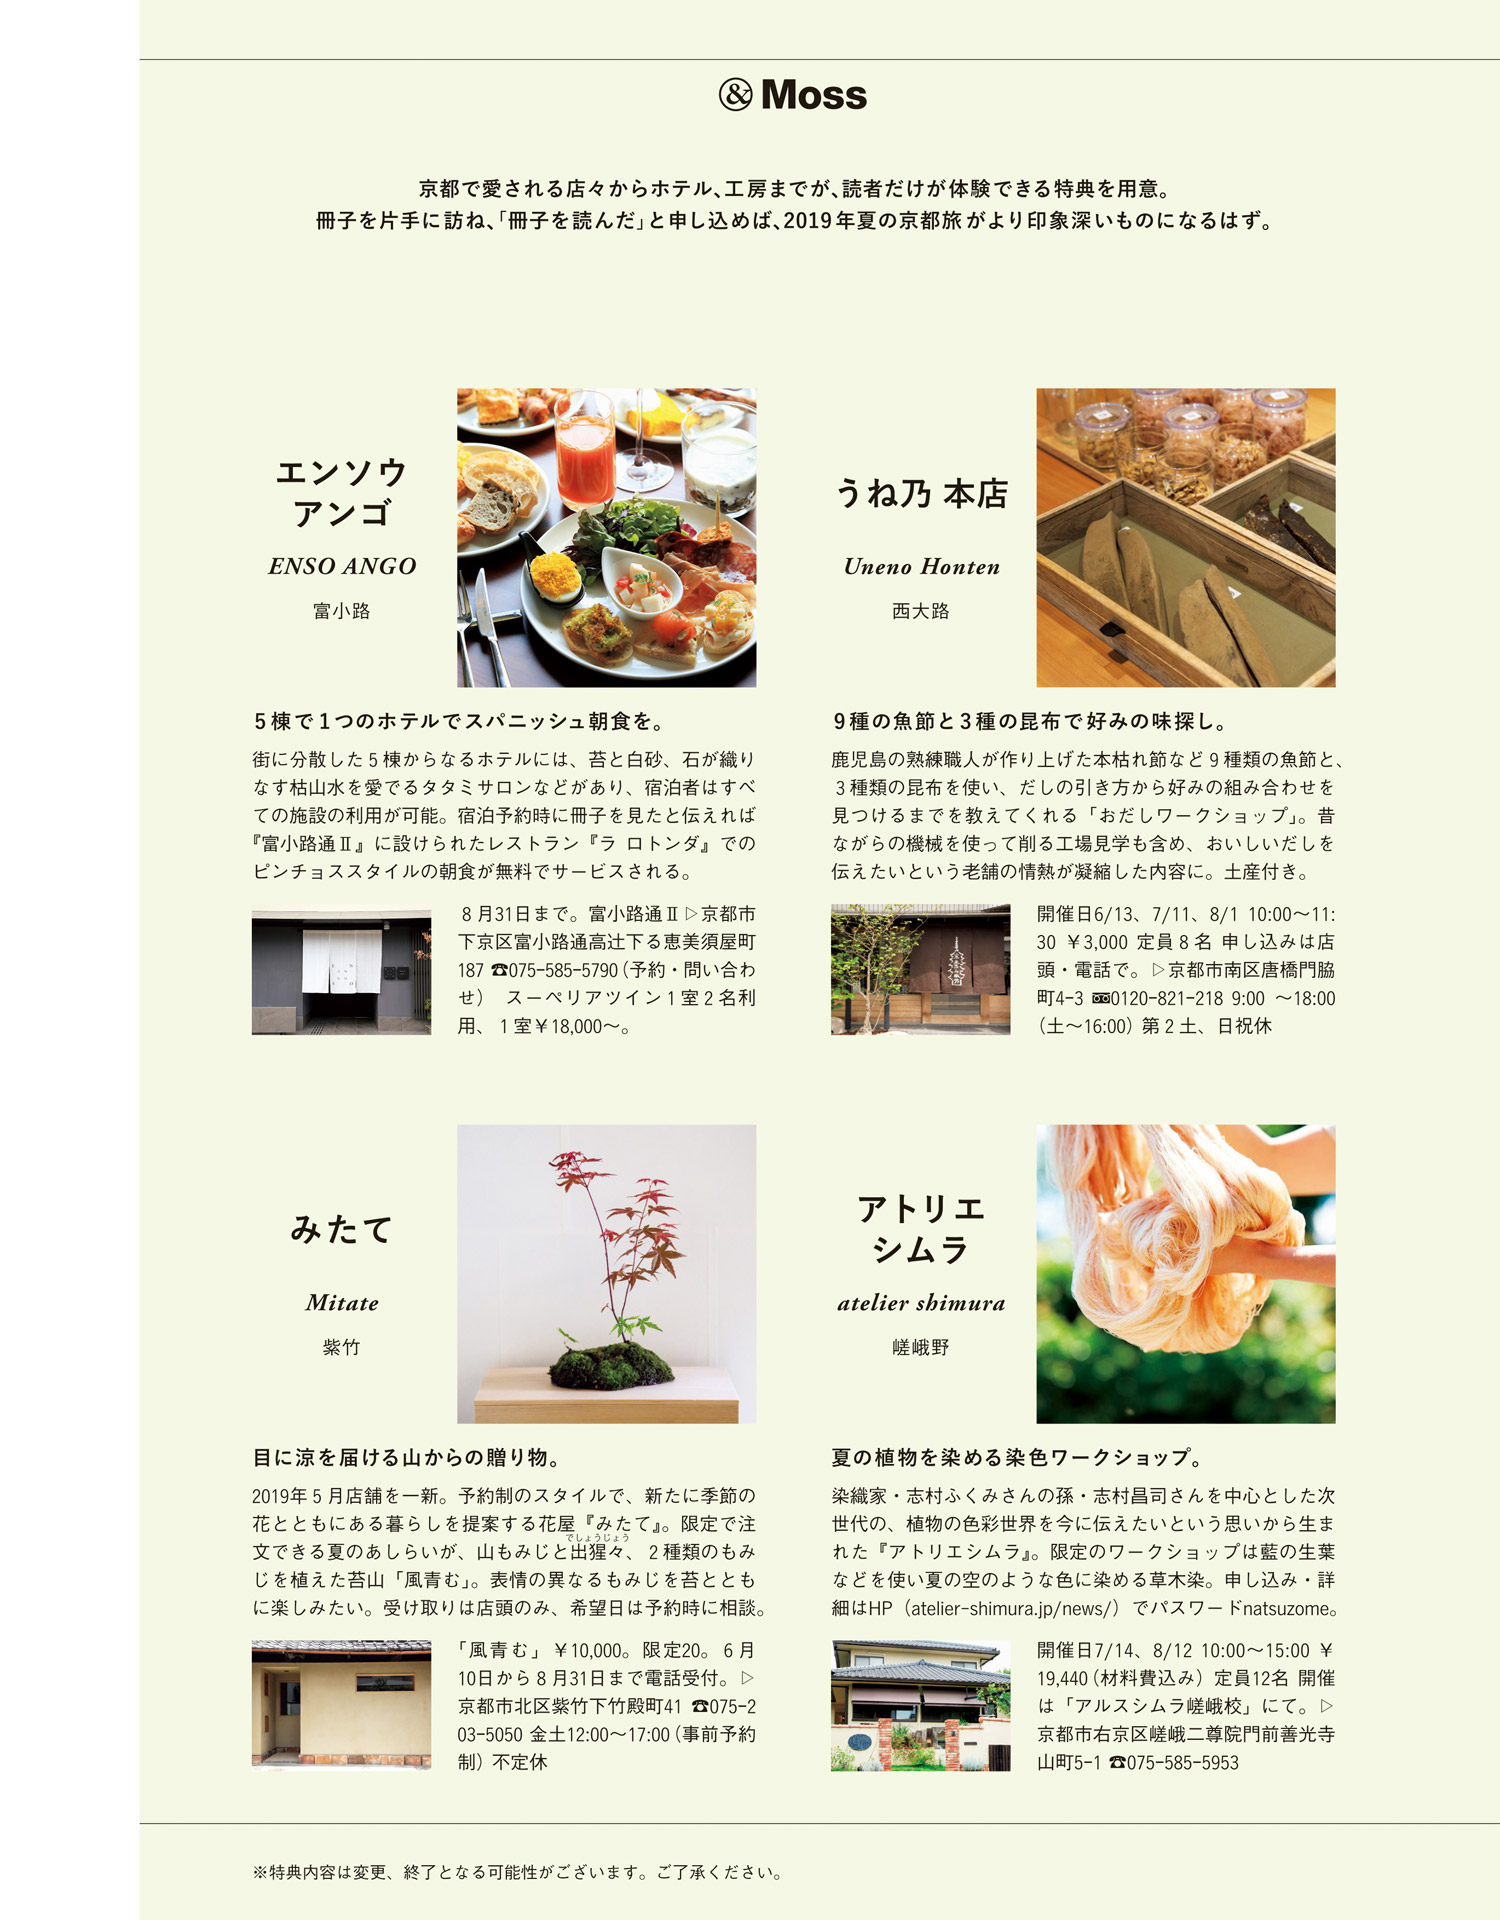 & Moss
京都で愛される店々からホテル、工房までが、読者だけが体験できる特典を用意。
冊子を片手に訪ね、「冊子を読んだ」と申し込めば、2019年夏の京都旅がより印象深いものになるはず。
エンソウ
アンゴ
ENSO ANGO
富小路
5棟で1つのホテルでスパニッシュ朝食を。
街に分散した5棟からなるホテルには、苔と白砂、石が織り
なす枯山水を愛でるタタミサロンなどがあり、宿泊者はすべ
ての施設の利用が可能。宿泊予約時に冊子を見たと伝えれば
『富小路通Ⅱ』に設けられたレストラン『ラ ロトンダ』での
ピンチョススタイルの朝食が無料でサービスされる。
8月31日まで。富小路通Ⅱ▷京都市
下京区富小路通高辻下る恵美須屋町
187 ☎075-585-5790(予約・問い合わ
せ) スーペリアツイン1室2名利
用、1室￥18,000〜。
うね乃 本店
Uneno Honten
西大路
9種の魚節と3種の昆布で好みの味探し。
鹿児島の熟練職人が作り上げた本枯れ節など9種類の魚節と、
3種類の昆布を使い、だしの引き方から好みの組み合わせを
見つけるまでを教えてくれる「おだしワークショップ」。昔
ながらの機械を使って削る工場見学も含め、おいしいだしを
伝えたいという老舗の情熱が凝縮した内容に。土産付き。
開催日6/13、7/11、8/1 10:00〜11:
30 ￥3,000 定員8名 申し込みは店
頭・電話で。▷京都市南区唐橋門脇
町4-3 0120-821-218 9:00 〜18:00
(土〜16:00) 第2土、日祝休
みたて
Mitate
紫竹
目に涼を届ける山からの贈り物。
2019年5月店舗を一新。予約制のスタイルで、新たに季節の
花とともにある暮らしを提案する花屋『みたて』。限定で注
でしょうじょう
文できる夏のあしらいが、山もみじと出猩々、2種類のもみ
じを植えた苔山「風青む」。表情の異なるもみじを苔ととも
に楽しみたい。受け取りは店頭のみ、希望日は予約時に相談。
「風青む」￥10,000。限定20。6月
10日から8月31日まで電話受付。▷
京都市北区紫竹下竹殿町41 ☎075-2
03-5050 金土12:00〜17:00(事前予約
制) 不定休
アトリエ
シムラ
atelier shimura
嵯峨野
夏の植物を染める染色ワークショップ。
染織家・志村ふくみさんの孫・志村昌司さんを中心とした次
世代の、植物の色彩世界を今に伝えたいという思いから生ま
れた『アトリエシムラ』。限定のワークショップは藍の生葉
などを使い夏の空のような色に染める草木染。申し込み・詳
細はHP (atelier-shimura.jp/news/) でパスワードnatsuzome。
開催日7/14、8/12 10:00〜15:00 ￥
19,440(材料費込み) 定員12名 開催
は「アルスシムラ嵯峨校」にて。▷
京都市右京区嵯峨二尊院門前善光寺
山町5-1 ☎075-585-5953
※特典内容は変更、終了となる可能性がございます。ご了承ください。